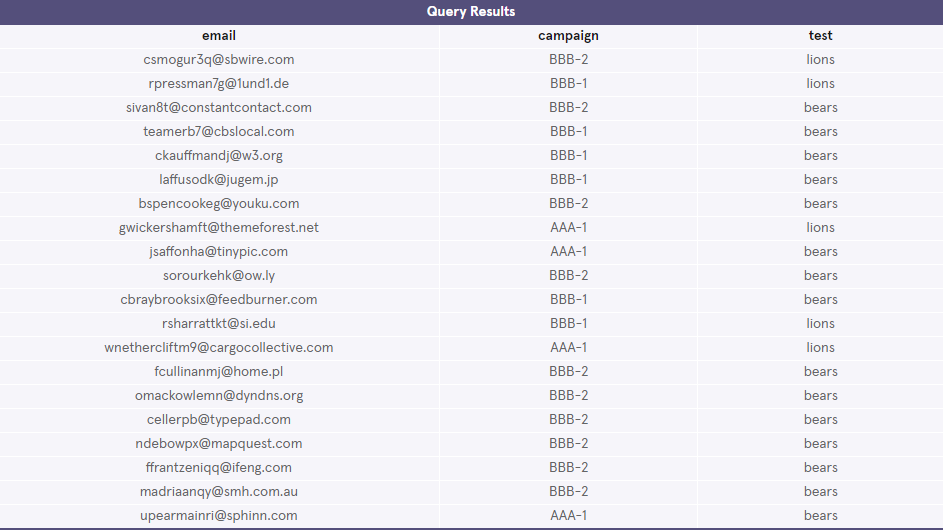 Query Results
email campaign test
csmogur3q@sbwire.com BBB-2 lions
rpressman7g@1und1.de BBB-1 lions
sivan8t@constantcontact.com BBB-2 bears
teamerb7@cbslocal.com BBB-1 bears
ckauffmandj@w3.org BBB-1 bears
laffusodk@jugem.jp BBB-1 bears
bspencookeg@youku.com BBB-2 bears
gwickershamft@themeforest.net AAA-1 lions
jsaffonha@tinypic.com AAA-1 bears
sorourkehk@ow.ly BBB-2 bears
cbraybrooksix@feedburner.com BBB-1 bears
rsharrattkt@si.edu BBB-1 lions
wnethercliftm9@cargocollective.com AAA-1 lions
fcullinanmj@home.pl BBB-2 bears
omackowlemn@dyndns.org BBB-2 bears
cellerpb@typepad.com BBB-2 bears
ndebowpx@mapquest.com BBB-2 bears
ffrantzeniqq@ifeng.com BBB-2 bears
madriaanqy@smh.com.au BBB-2 bears
upearmainri@sphinn.com AAA-1 bears